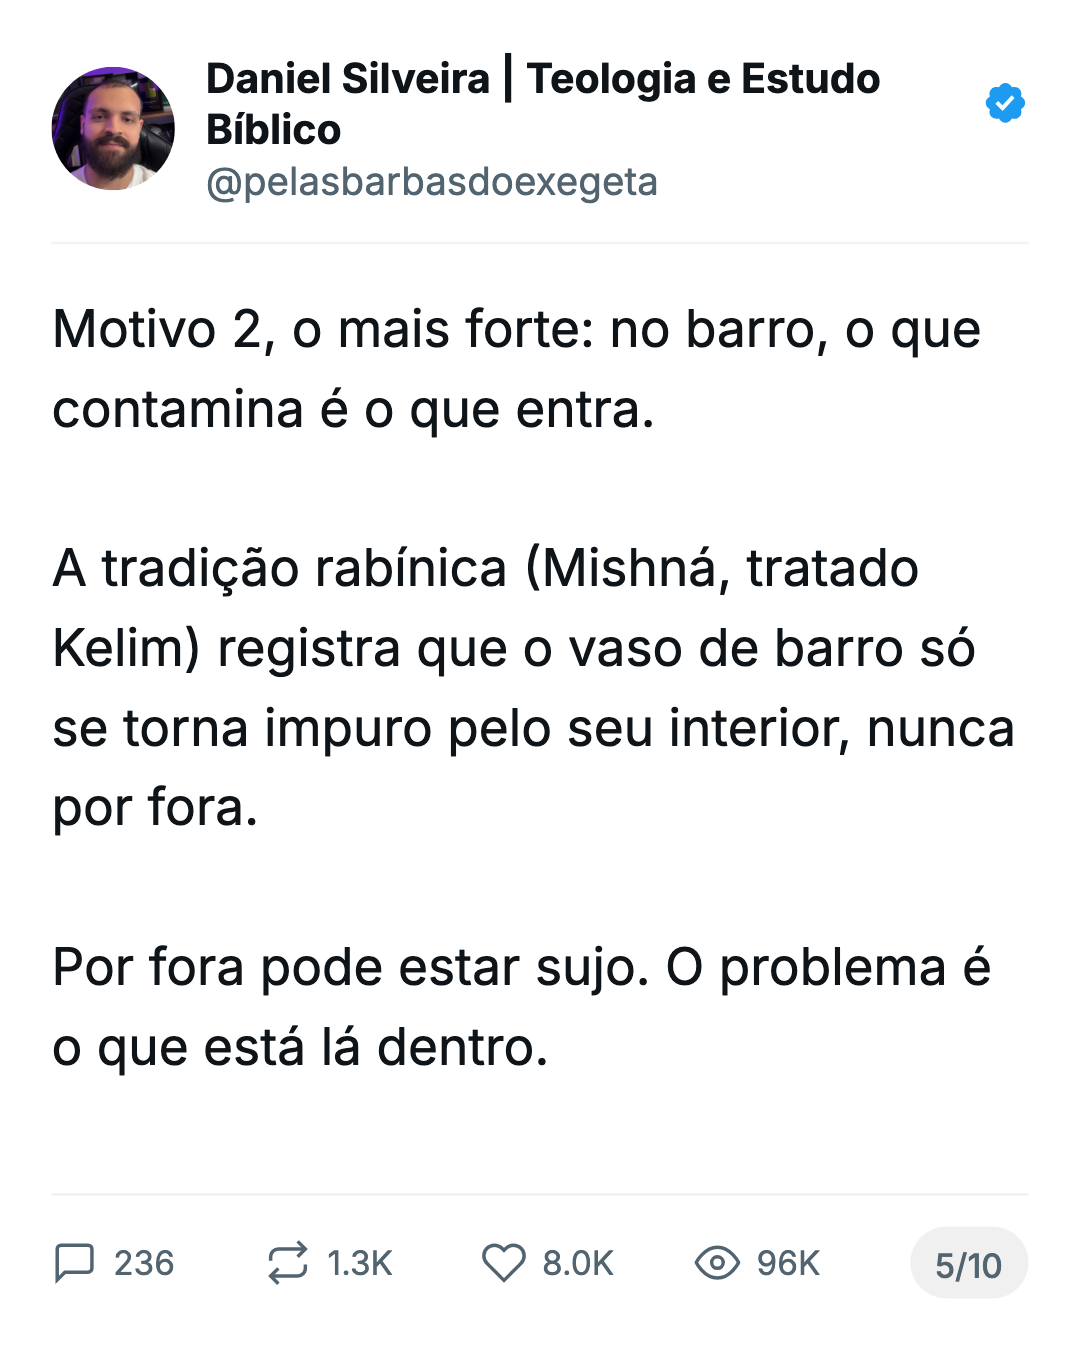 Daniel Silveira | Teologia e Estudo
Bíblico
@pelasbarbasdoexegeta
Motivo 2, o mais forte: no barro, o que
contamina é o que entra.
A tradição rabínica (Mishná, tratado
Kelim) registra que o vaso de barro só
se torna impuro pelo seu interior, nunca
por fora.
Por fora pode estar sujo. O problema é
o que está lá dentro.
236 1.3K 8.0K 96K 5/10